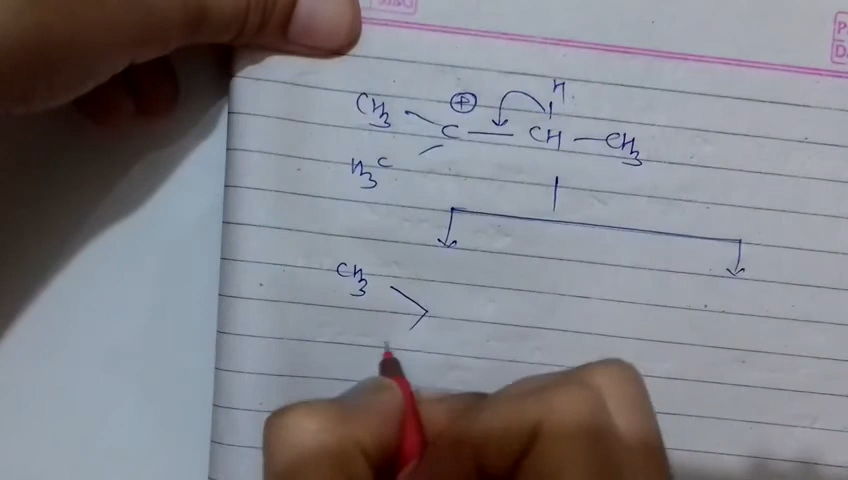 H
CH3 ⊕ C — CH — CH3
H3C
CH3